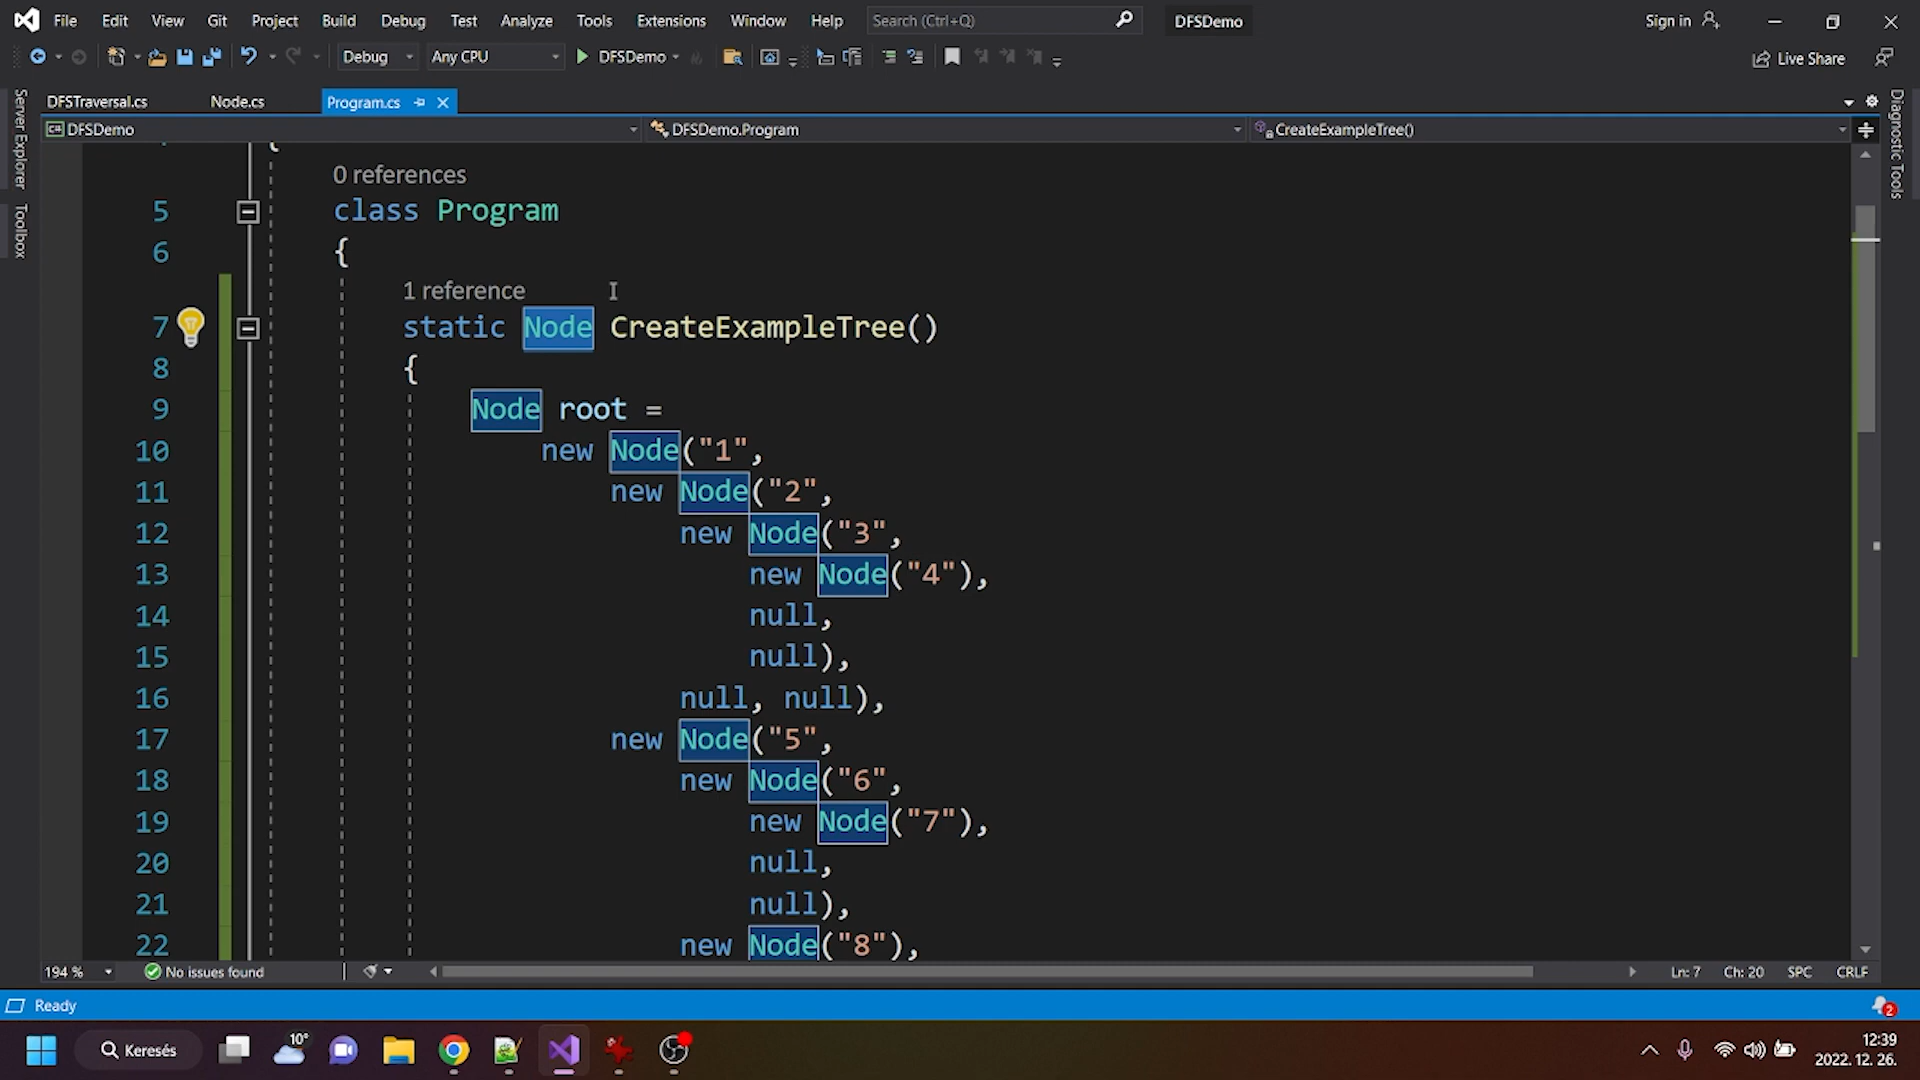 File Edit View Git Project Build Debug Test Analyze Tools Extensions Window Help Search (Ctrl+Q) DFSDemo Sign in
Debug Any CPU DFSDemo Live Share
DFSTraversal.cs Node.cs Program.cs
DFSDemo DFSDemo.Program CreateExampleTree()
Server Explorer
Toolbox
Diagnostic Tools
0 references
5 class Program
6 {
1 reference
7 static Node CreateExampleTree()
8 {
9 Node root =
10 new Node("1",
11 new Node("2",
12 new Node("3",
13 new Node("4"),
14 null,
15 null),
16 null, null),
17 new Node("5",
18 new Node("6",
19 new Node("7"),
20 null,
21 null),
22 new Node("8"),
194 % No issues found Ln: 7 Ch: 20 SPC CRLF
Ready 2
Keresés 10° 12:39
2022. 12. 26.